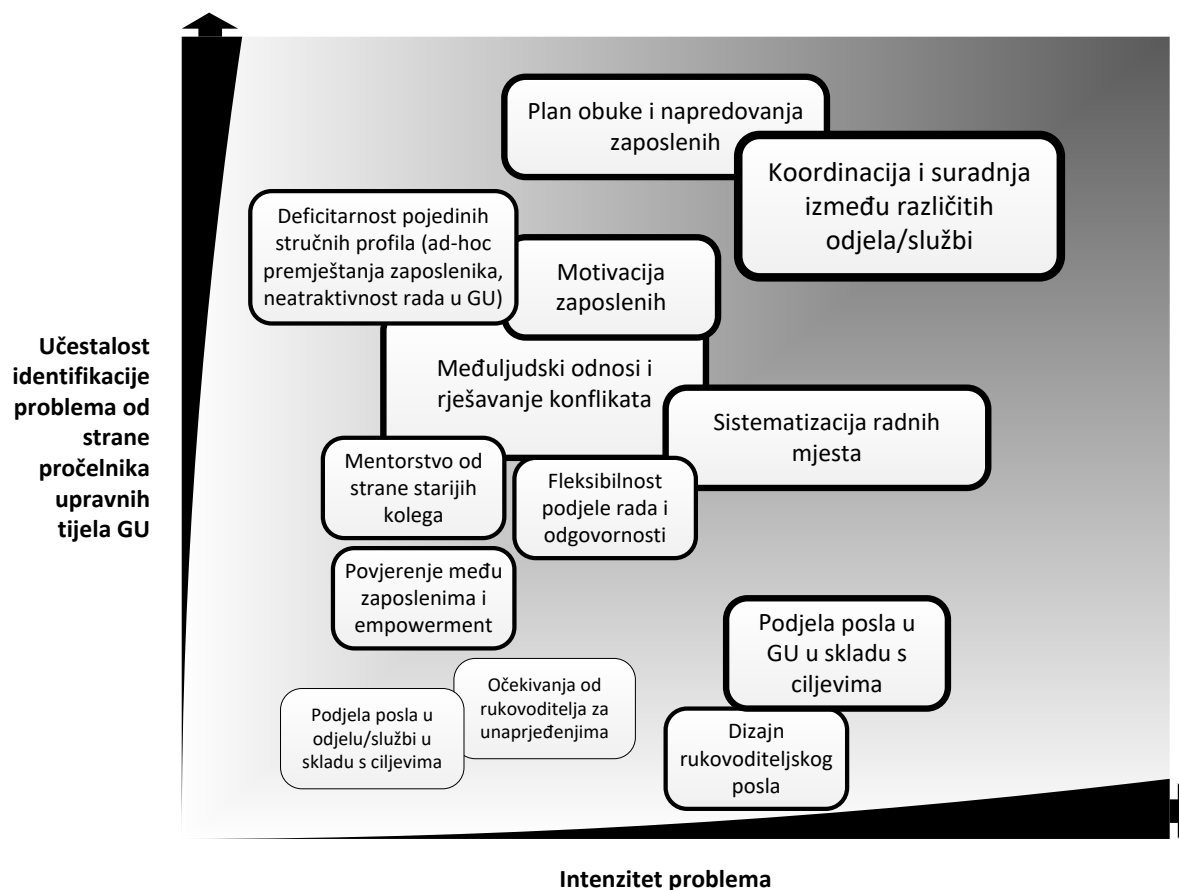 Plan obuke i napredovanja
zaposlenih
Koordinacija i suradnja
između različitih
odjela/službi
Deficitarnost pojedinih
stručnih profila (ad-hoc
premještanja zaposlenika,
neatraktivnost rada u GU)
Motivacija
zaposlenih
Učestalost
identifikacije
problema od
strane
pročelnika
upravnih
tijela GU
Međuljudski odnosi i
rješavanje konflikata
Sistematizacija radnih
mjesta
Mentorstvo od
strane starijih
kolega
Fleksibilnost
podjele rada i
odgovornosti
Povjerenje među
zaposlenima i
empowerment
Podjela posla u
GU u skladu s
ciljevima
Očekivanja od
rukovoditelja za
unaprjeđenjima
Podjela posla u
odjelu/službi u
skladu s ciljevima
Dizajn
rukovoditeljskog
posla
Intenzitet problema